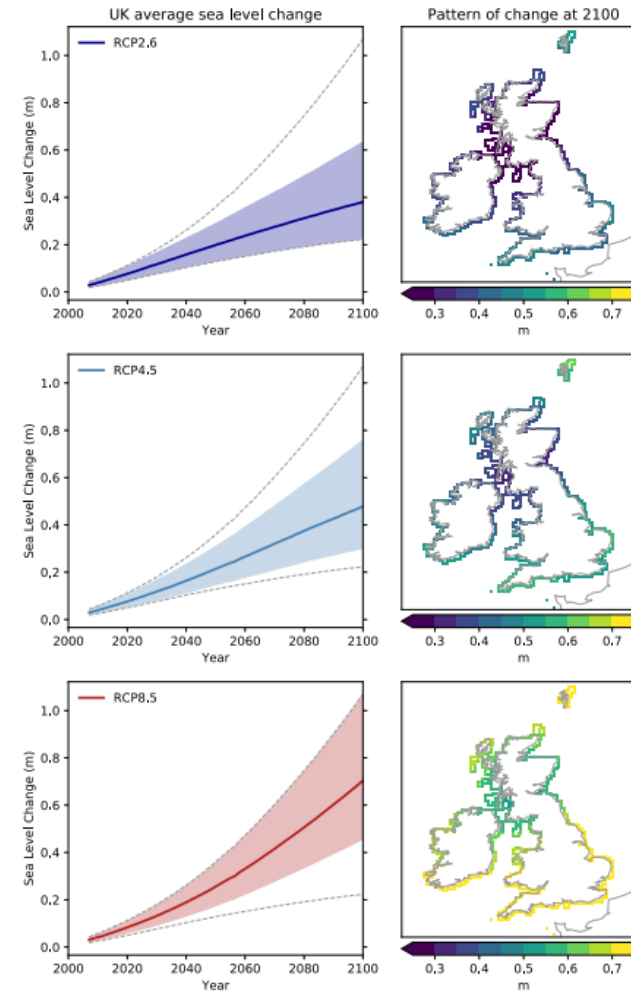 UK average sea level change
Pattern of change at 2100
RCP2.6
Sea Level Change (m)
1.0
0.8
0.6
0.4
0.2
0.0
2000 2020 2040 2060 2080 2100
Year
0.3 0.4 0.5 0.6 0.7
m
RCP4.5
Sea Level Change (m)
1.0
0.8
0.6
0.4
0.2
0.0
2000 2020 2040 2060 2080 2100
Year
0.3 0.4 0.5 0.6 0.7
m
RCP8.5
Sea Level Change (m)
1.0
0.8
0.6
0.4
0.2
0.0
2000 2020 2040 2060 2080 2100
Year
0.3 0.4 0.5 0.6 0.7
m